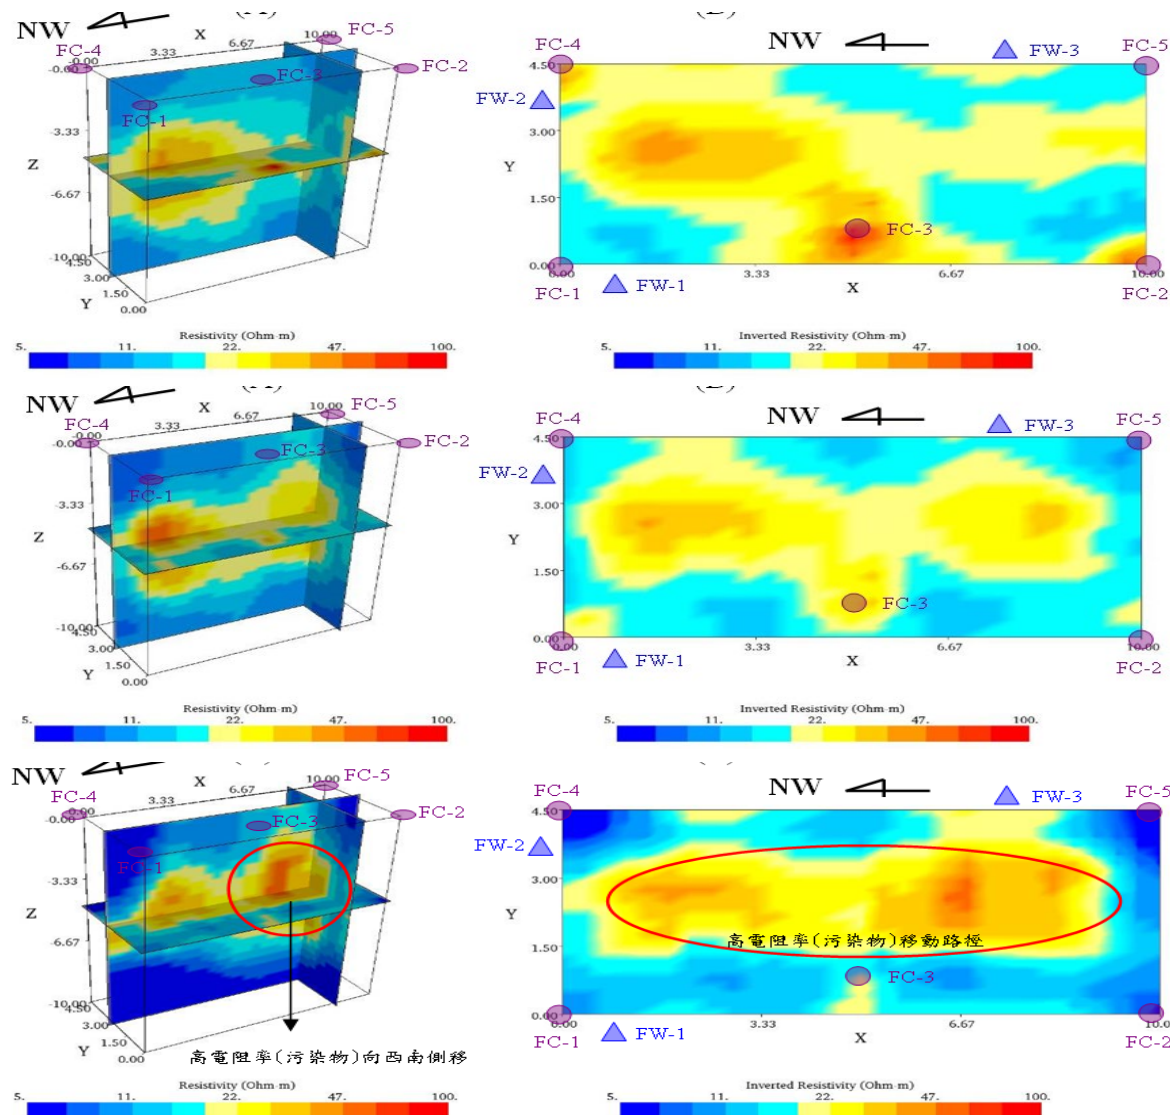 NW
X
10.00
FC-5
FC-4
3.33
6.67
-0.00
-0.00
FC-3
FC-2
FC-1
-3.33
Z
-6.67
-10.00
4.50
3.00
1.50
Y
0.00
Resistivity (Ohm-m)
5.
11.
22.
47.
100.
NW
FW-3
FC-4
FC-5
4.50
FW-2
3.00
Y
1.50
FC-3
0.00
0.00
3.33
6.67
10.00
FC-1
FW-1
X
FC-2
Inverted Resistivity (Ohm-m)
5.
11.
22.
47.
100.
NW
X
10.00
FC-5
FC-4
3.33
6.67
-0.00
-0.00
FC-3
FC-2
FC-1
-3.33
Z
-6.67
-10.00
4.50
3.00
1.50
Y
0.00
Resistivity (Ohm-m)
5.
11.
22.
47.
100.
NW
FW-3
FC-4
FC-5
4.50
FW-2
3.00
Y
1.50
FC-3
0.00
0.00
3.33
6.67
10.00
FC-1
FW-1
X
FC-2
Inverted Resistivity (Ohm-m)
5.
11.
22.
47.
100.
NW
X
10.00
FC-5
FC-4
3.33
6.67
-0.00
FC-3
FC-2
FC-1
-3.33
Z
-6.67
-10.00
4.50
3.00
1.50
Y
0.00
高電阻率(污染物)向西南側移
Resistivity (Ohm-m)
5.
11.
22.
47.
100.
NW
FW-3
FC-4
FC-5
4.50
FW-2
3.00
Y
1.50
高電阻率(污染物)移動路徑
FC-3
0.00
0.00
3.33
6.67
FC-1
FW-1
X
FC-2
Inverted Resistivity (Ohm-m)
5.
11.
22.
47.
100.